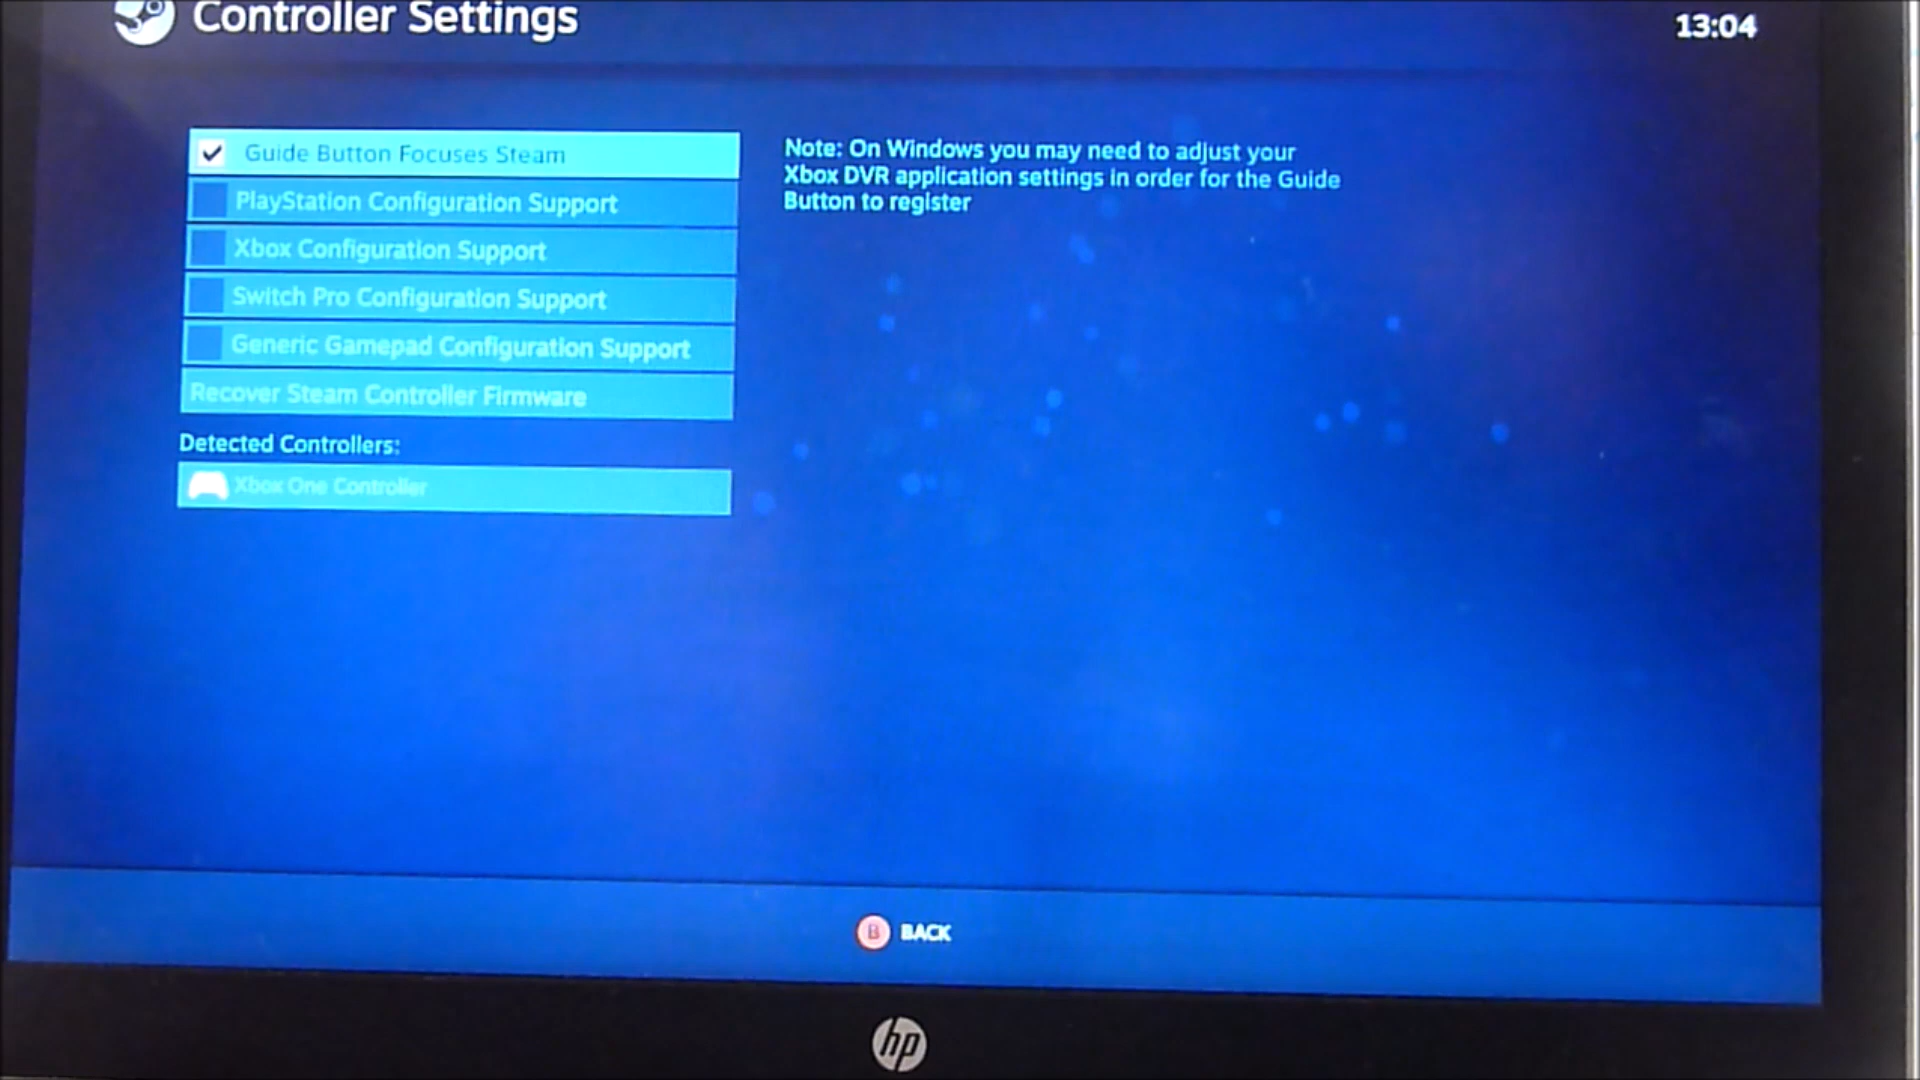 Controller Settings
13:04
Guide Button Focuses Steam
PlayStation Configuration Support
Xbox Configuration Support
Switch Pro Configuration Support
Generic Gamepad Configuration Support
Recover Steam Controller Firmware
Detected Controllers:
Xbox One Controller
Note: On Windows you may need to adjust your
Xbox DVR application settings in order for the Guide
Button to register
B BACK
hp